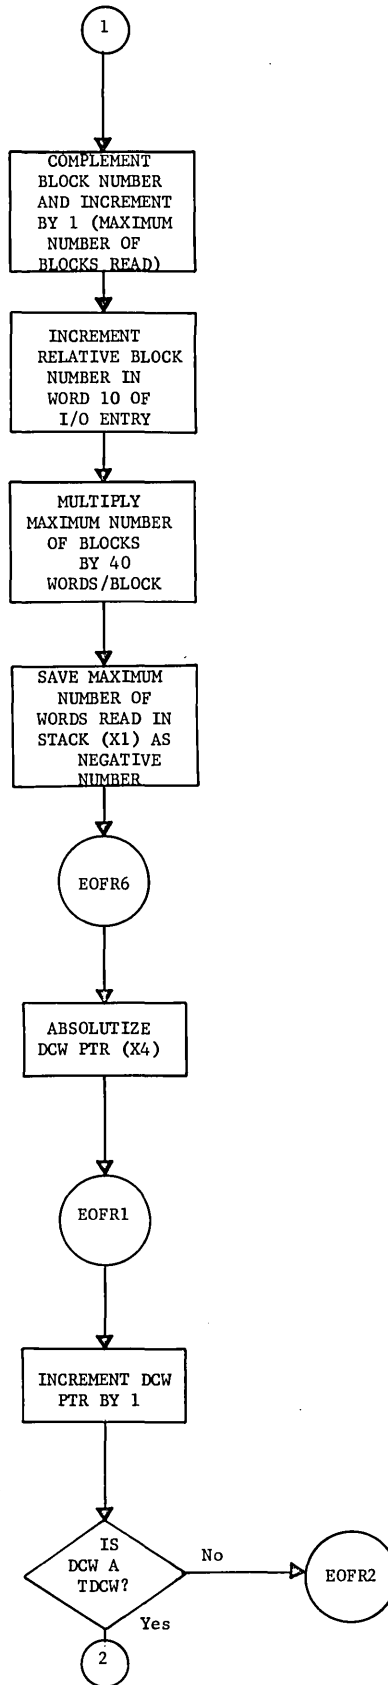 1
COMPLEMENT
BLOCK NUMBER
AND INCREMENT
BY 1 (MAXIMUM
NUMBER OF
BLOCKS READ)
INCREMENT
RELATIVE BLOCK
NUMBER IN
WORD 10 OF
I/O ENTRY
MULTIPLY
MAXIMUM NUMBER
OF BLOCKS
BY 40
WORDS/BLOCK
SAVE MAXIMUM
NUMBER OF
WORDS READ IN
STACK (X1) AS
NEGATIVE
NUMBER
EOFR6
ABSOLUTIZE
DCW PTR (X4)
EOFR1
INCREMENT DCW
PTR BY 1
IS
DCW A
TDCW?
No
EOFR2
Yes
2